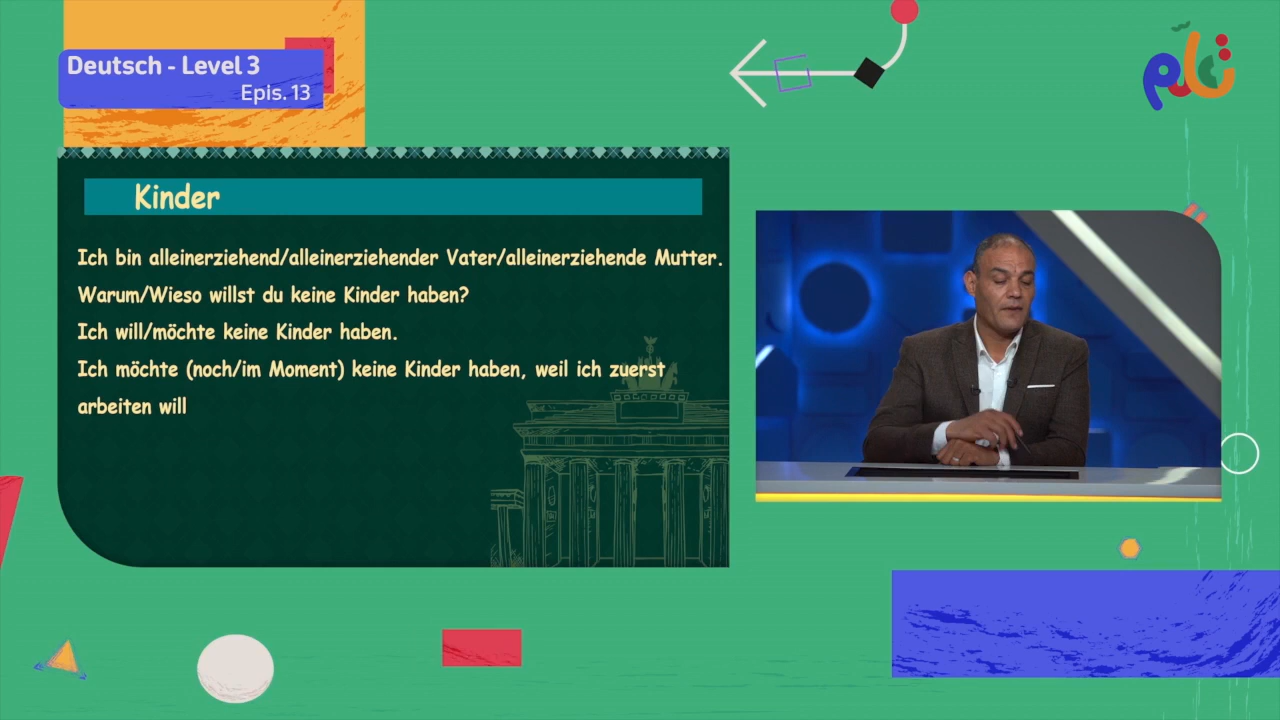 Deutsch - Level 3
Epis. 13
Kinder
Ich bin alleinerziehend/alleinerziehender Vater/alleinerziehende Mutter.
Warum/Wieso willst du keine Kinder haben?
Ich will/möchte keine Kinder haben.
Ich möchte (noch/im Moment) keine Kinder haben, weil ich zuerst
arbeiten will